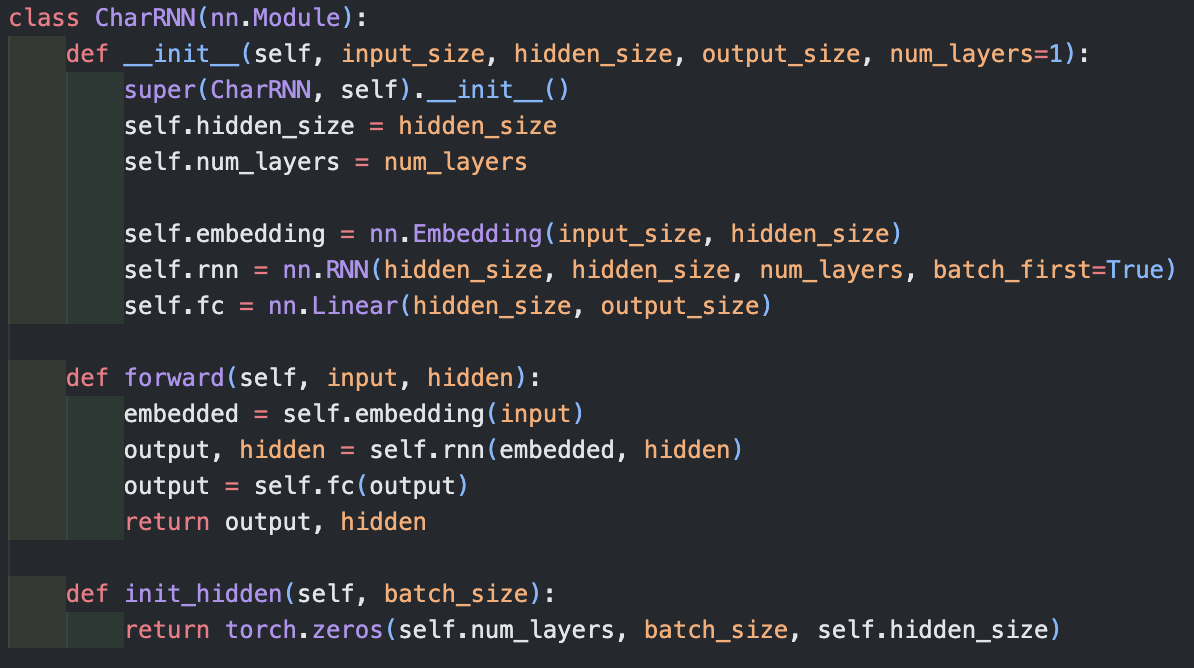 class CharRNN(nn.Module):
    def __init__(self, input_size, hidden_size, output_size, num_layers=1):
        super(CharRNN, self).__init__()
        self.hidden_size = hidden_size
        self.num_layers = num_layers

        self.embedding = nn.Embedding(input_size, hidden_size)
        self.rnn = nn.RNN(hidden_size, hidden_size, num_layers, batch_first=True)
        self.fc = nn.Linear(hidden_size, output_size)

    def forward(self, input, hidden):
        embedded = self.embedding(input)
        output, hidden = self.rnn(embedded, hidden)
        output = self.fc(output)
        return output, hidden

    def init_hidden(self, batch_size):
        return torch.zeros(self.num_layers, batch_size, self.hidden_size)